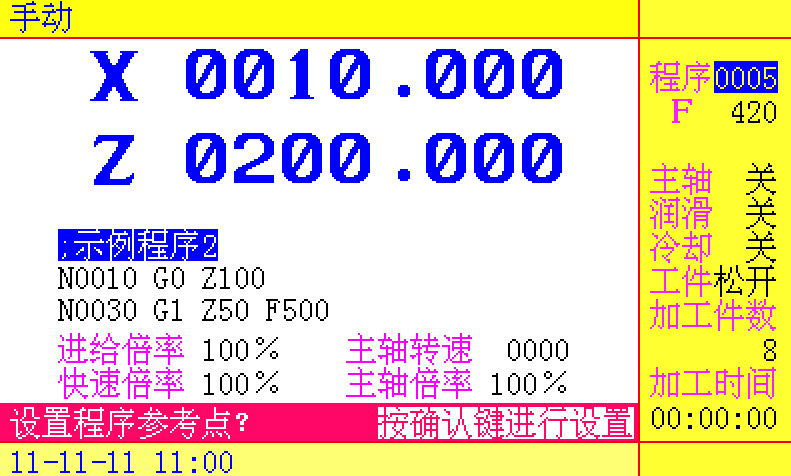 手动
X 0010.000
Z 0200.000
;示例程序2
N0010 G0 Z100
N0030 G1 Z50 F500
进给倍率 100% 主轴转速 0000
快速倍率 100% 主轴倍率 100%
设置程序参考点? 按确认键进行设置
11-11-11 11:00
程序0005
F 420
主轴 关
润滑 关
冷却 关
工件松开
加工件数
8
加工时间
00:00:00